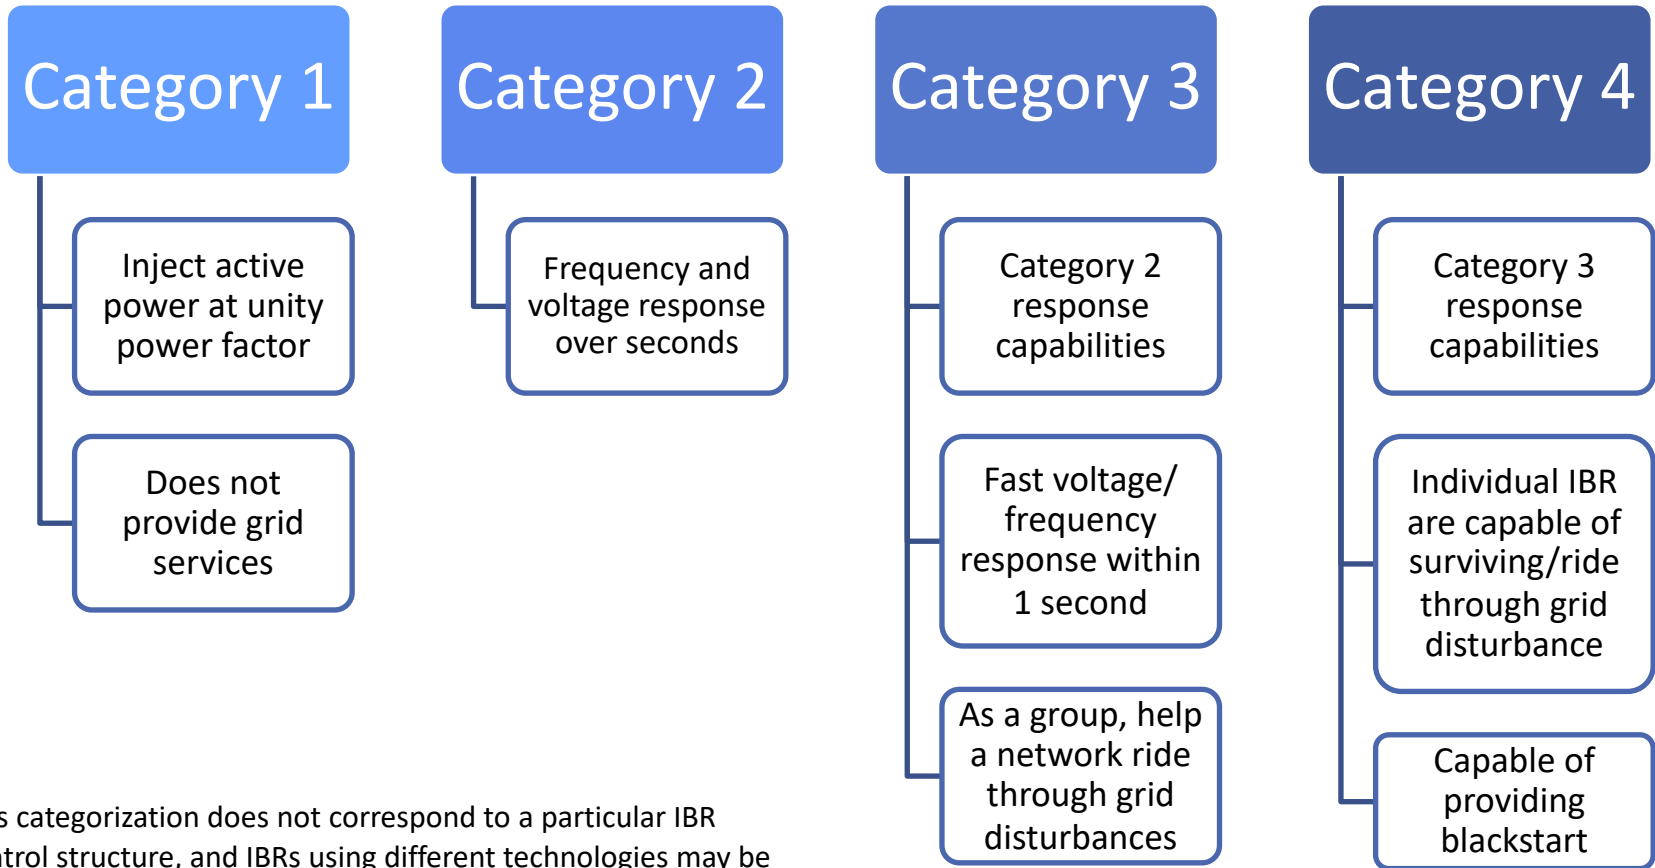 Category 1
Inject active
power at unity
power factor
Does not
provide grid
services
Category 2
Frequency and
voltage response
over seconds
Category 3
Category 2
response
capabilities
Fast voltage/
frequency
response within
1 second
As a group, help
a network ride
through grid
disturbances
Category 4
Category 3
response
capabilities
Individual IBR
are capable of
surviving/ride
through grid
disturbance
Capable of
providing
blackstart
categorization does not correspond to a particular IBR
structure, and IBRs using different technologies may be